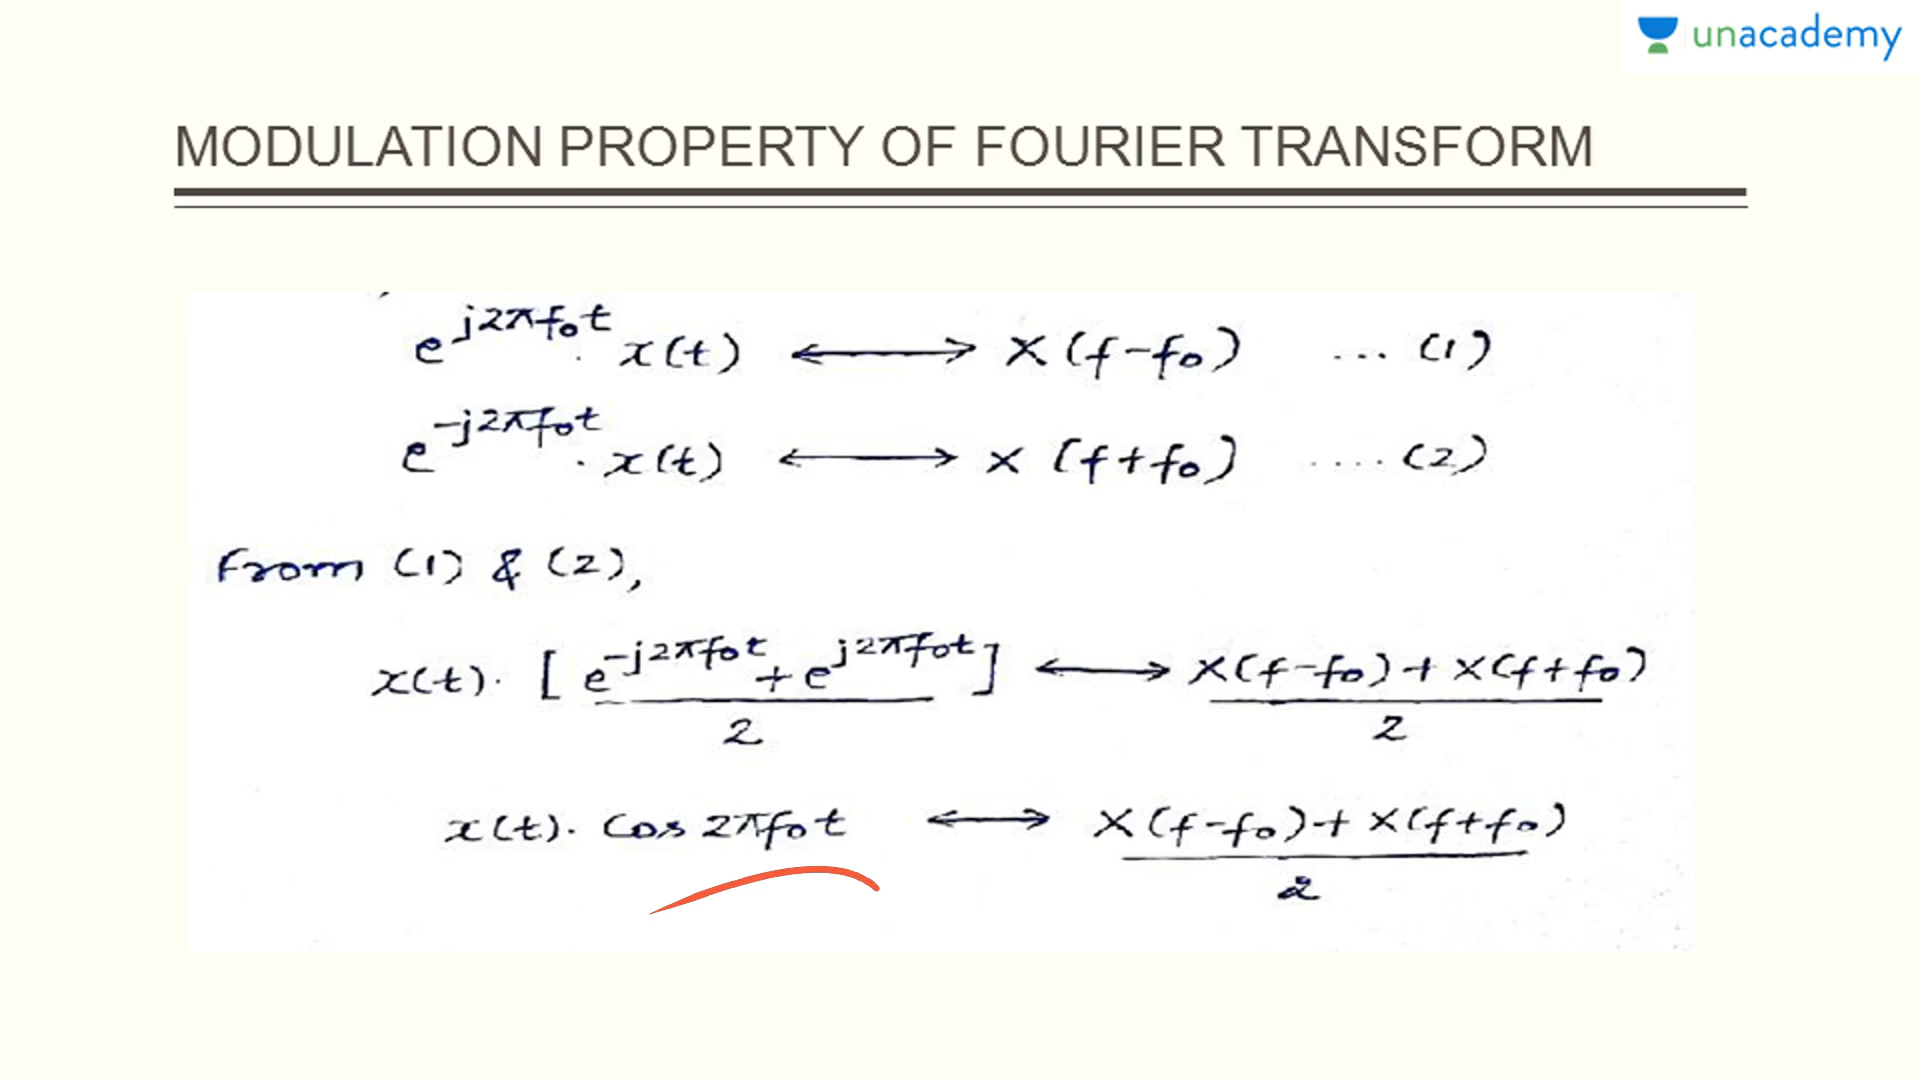 unacademy
MODULATION PROPERTY OF FOURIER TRANSFORM
e^{j2πf₀t} . x(t) ⟷ X(f-f₀) ... (1)
e^{-j2πf₀t} . x(t) ⟷ X[f+f₀) .... (2)
From (1) & (2),
x(t). [e^{-j2πf₀t} + e^{j2πf₀t}] / 2 ⟷ X(f-f₀) + X(f+f₀) / 2
x(t). Cos 2πf₀t ⟷ X(f-f₀) + X(f+f₀) / 2